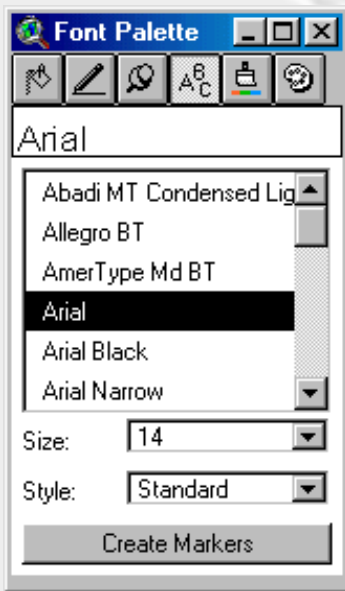 Font Palette
ABC
Arial
Abadi MT Condensed Lig
Allegro BT
AmerType Md BT
Arial
Arial Black
Arial Narrow
Size: 14
Style: Standard
Create Markers